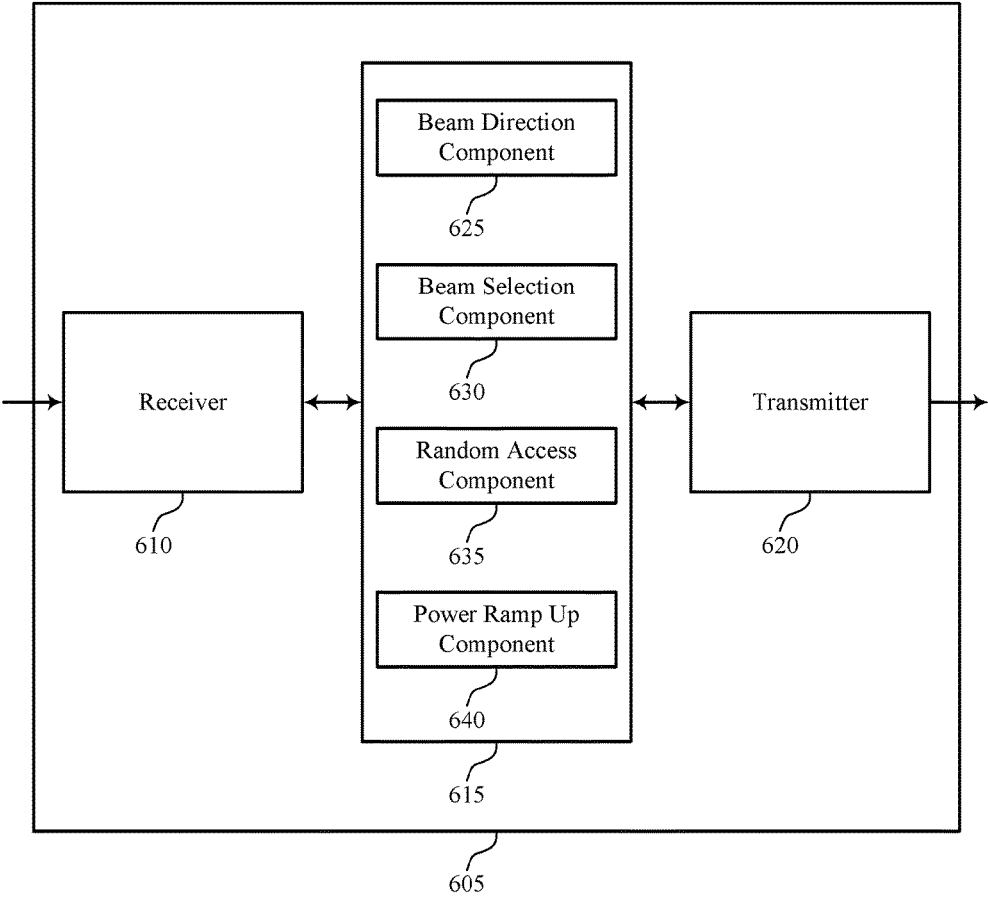 Beam Direction
Component
625
Beam Selection
Component
630
Receiver
610
Random Access
Component
635
Transmitter
620
Power Ramp Up
Component
640
615
605